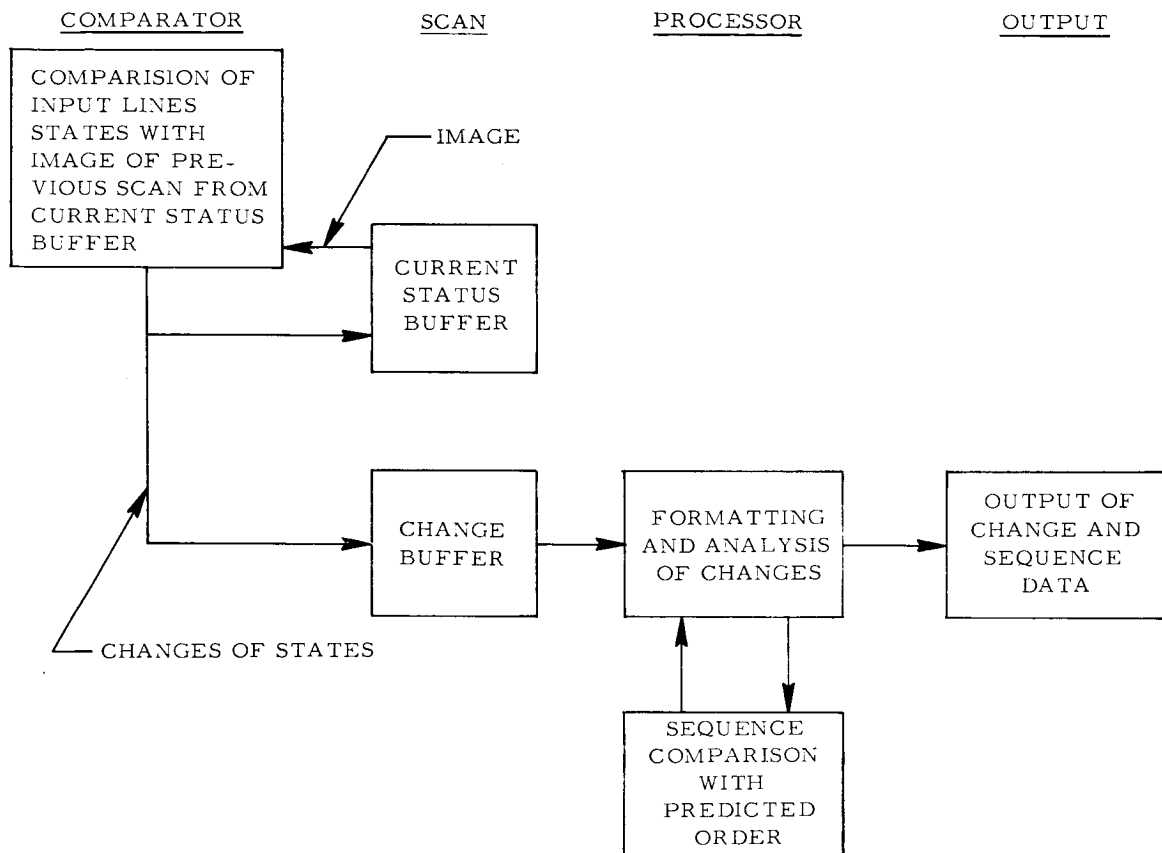 COMPARATOR
SCAN
PROCESSOR
OUTPUT
COMPARISION OF
INPUT LINES
STATES WITH
IMAGE OF PRE-
VIOUS SCAN FROM
CURRENT STATUS
BUFFER
IMAGE
CURRENT
STATUS
BUFFER
CHANGE
BUFFER
FORMATTING
AND ANALYSIS
OF CHANGES
OUTPUT OF
CHANGE AND
SEQUENCE
DATA
CHANGES OF STATES
SEQUENCE
COMPARISON
WITH
PREDICTED
ORDER